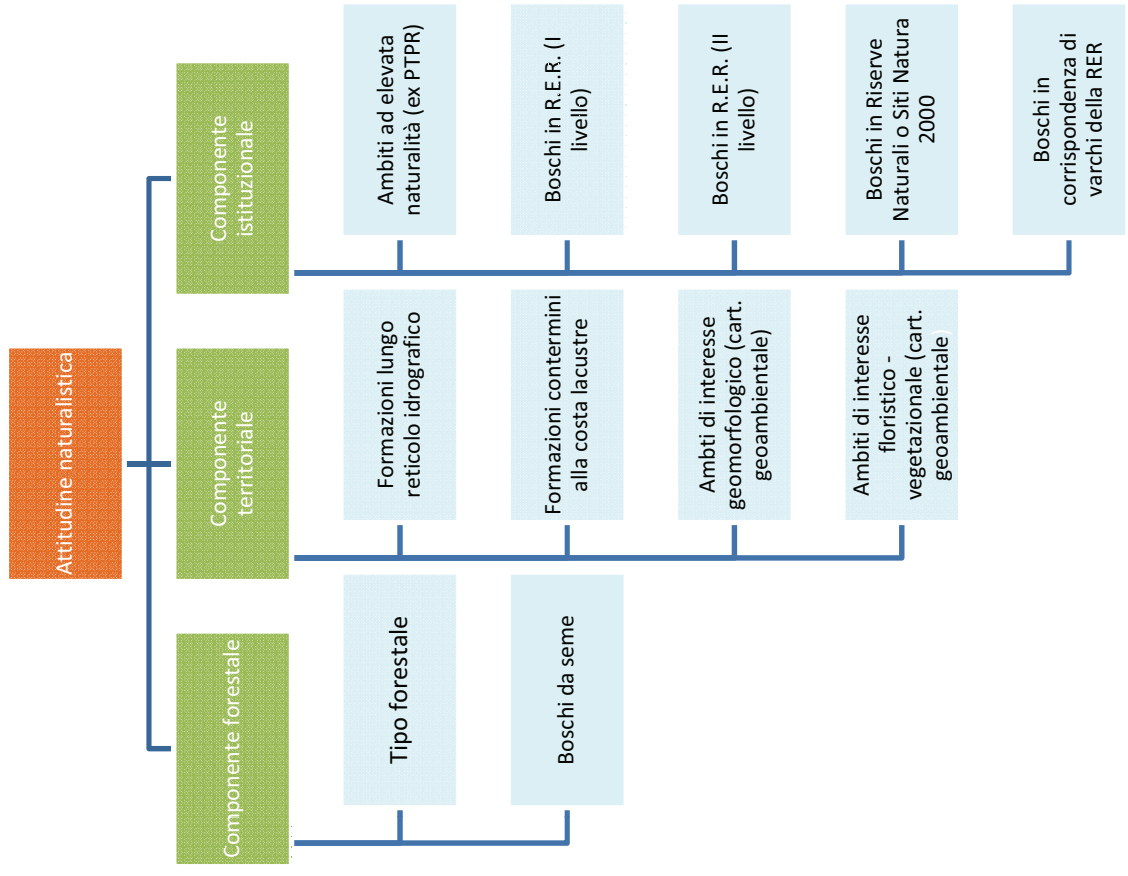 Attitudine naturalistica
Componente forestale
Tipo forestale
Boschi da seme
Componente
territoriale
Formazioni lungo
reticolo idrografico
Formazioni contermini
alla costa lacustre
Ambti di interesse
geomorfologico (cart.
geoambientale)
Ambiti di interesse
floristico -
vegetazionale (cart.
geoambientale)
Componente
istituzionale
Ambiti ad elevata
naturalità (ex PTPR)
Boschi in R.E.R. (I
livello)
Boschi in R.E.R. (II
livello)
Boschi in Riserve
Naturali o Siti Natura
2000
Boschi in
corrispondenza di
varchi della RER